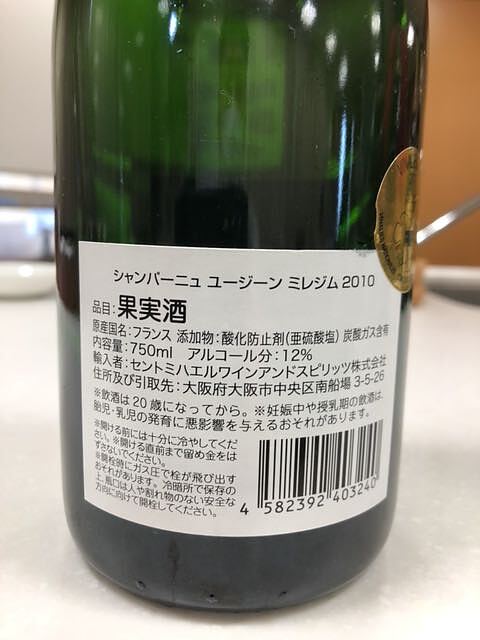 シャンパーニュ ユージーン ミレジム 2010
品目:果実酒
原産国名:フランス 添加物:酸化防止剤(亜硫酸塩) 炭酸ガス含有
内容量:750ml アルコール分:12%
輸入者:セントミハエルワインアンドスピリッツ株式会社
住所及び引取先:大阪府大阪市中央区南船場 3-5-26
※飲酒は20歳になってから。※妊娠中や授乳期の飲酒は、
胎児・乳児の発育に悪影響を与えるおそれがあります。
※開ける前には十分に冷やしてくだ
さい。※開ける直前まで留め金をは
ずさないでください。
※開栓時にガス圧で栓が飛び出す
おそれがあります。冷暗所で保存の
上、瓶口は人や割れ物のない安全な
方向に向けて開栓してください。
4 582392 403240